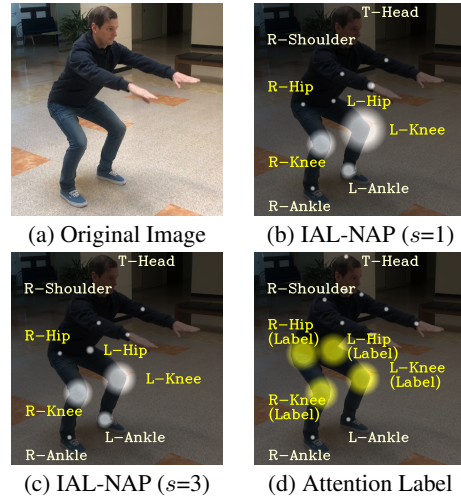 (a) Original Image
T-Head
R-Shoulder
R-Hip
L-Hip
L-Knee
R-Knee
L-Ankle
R-Ankle
(b) IAL-NAP (s=1)
T-Head
R-Shoulder
R-Hip
L-Hip
L-Knee
R-Knee
L-Ankle
R-Ankle
(c) IAL-NAP (s=3)
T-Head
R-Shoulder
R-Hip
(Label)
L-Hip
(Label)
L-Knee
(Label)
R-Knee
(Label)
L-Ankle
R-Ankle
(d) Attention Label